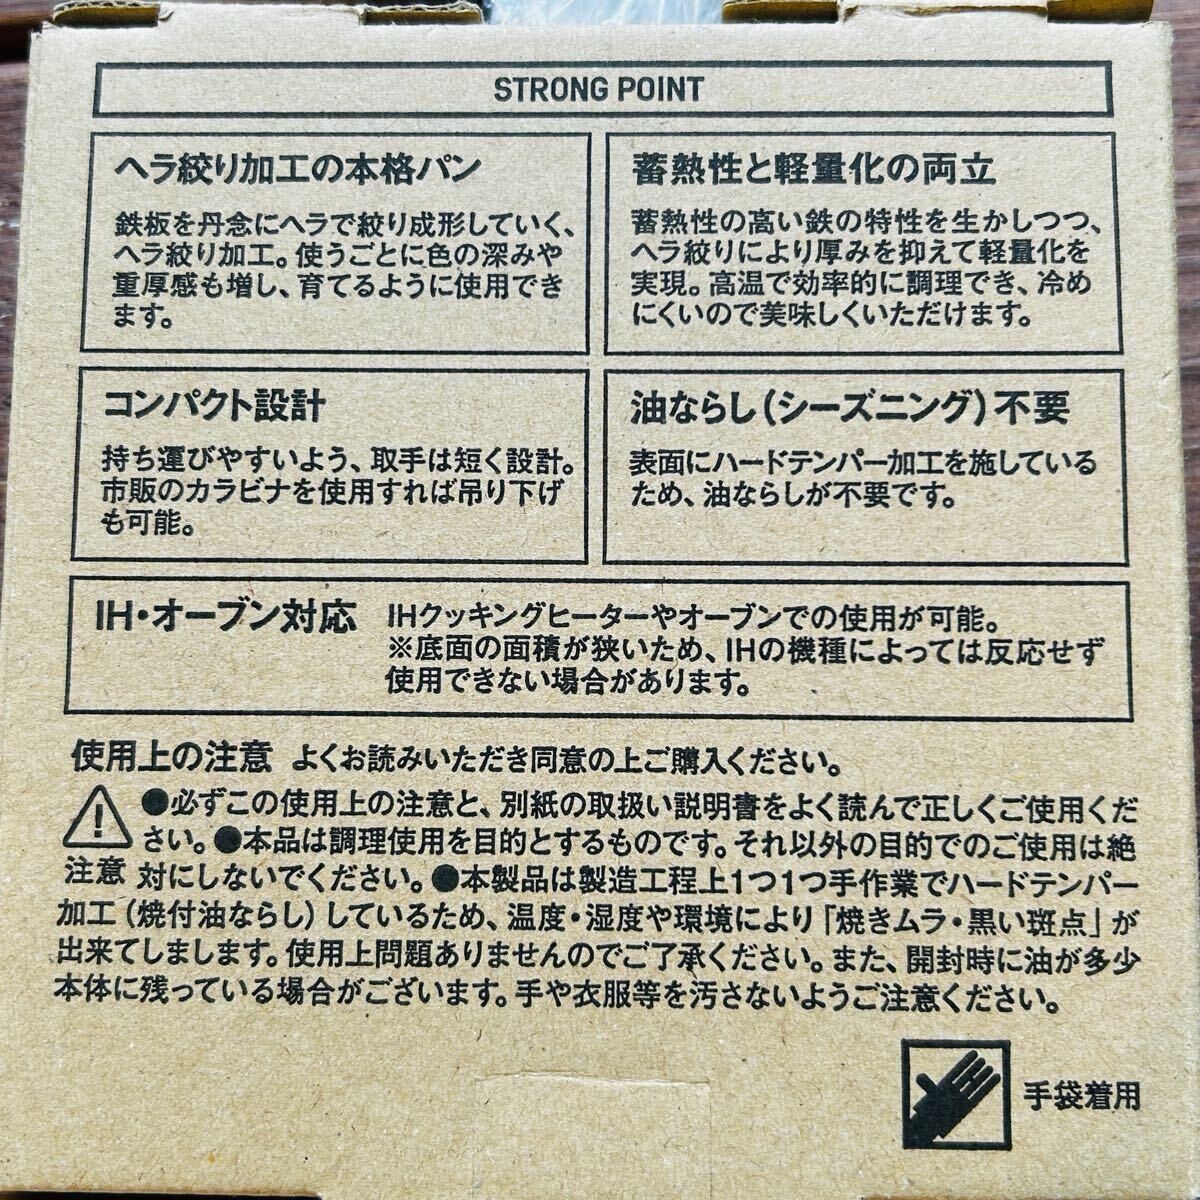 STRONG POINT
ヘラ絞り加工の本格パン
鉄板を丹念にヘラで絞り成形していく、
ヘラ絞り加工。使うごとに色の深みや
重厚感も増し、育てるように使用でき
ます。
蓄熱性と軽量化の両立
蓄熱性の高い鉄の特性を生かしつつ、
ヘラ絞りにより厚みを抑えて軽量化を
実現。高温で効率的に調理でき、冷め
にくいので美味しくいただけます。
コンパクト設計
持ち運びやすいよう、取手は短く設計。
市販のカラビナを使用すれば吊り下げ
も可能。
油ならし(シーズニング)不要
表面にハードテンパー加工を施している
ため、油ならしが不要です。
IH・オーブン対応
IHクッキングヒーターやオーブンでの使用が可能。
※底面の面積が狭いため、IHの機種によっては反応せず
使用できない場合があります。
使用上の注意 よくお読みいただき同意の上ご購入ください。
●必ずこの使用上の注意と、別紙の取扱い説明書をよく読んで正しくご使用くだ
さい。●本品は調理使用を目的とするものです。それ以外の目的でのご使用は絶
注意 対にしないでください。●本製品は製造工程上1つ1つ手作業でハードテンパー
加工(焼付油ならし)しているため、温度・湿度や環境により「焼きムラ・黒い斑点」が
出来てしまいます。使用上問題ありませんのでご了承ください。また、開封時に油が多少
本体に残っている場合がございます。手や衣服等を汚さないようご注意ください。
手袋着用